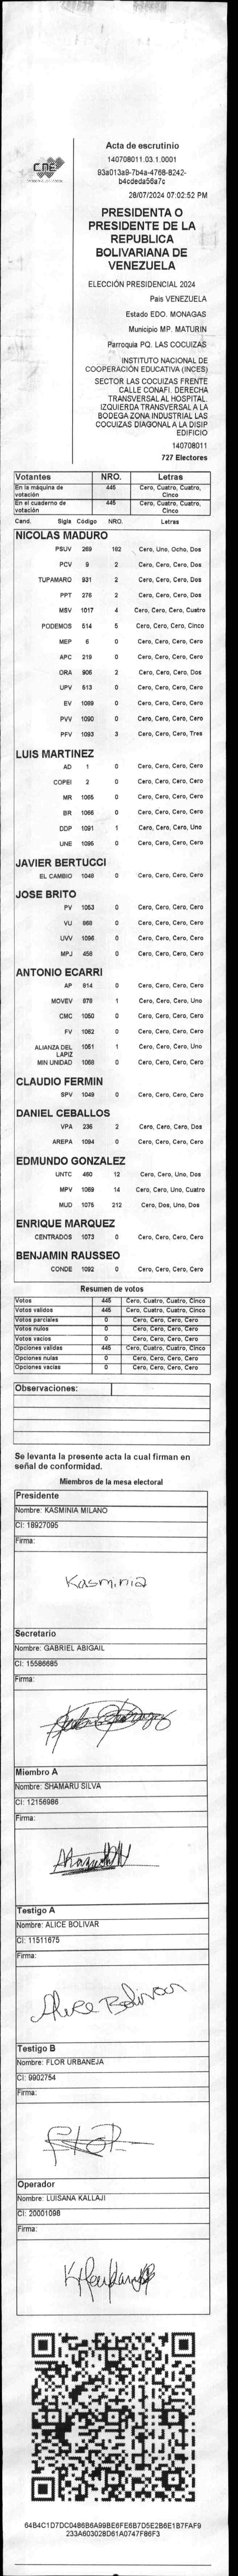 CNE
Acta de escrutinio
140708011.03.1.0001
93a013a9-7b4a-4768-8242-
b4cdeda56a7c
28/07/2024 07:02:52 PM
PRESIDENTA O
PRESIDENTE DE LA
REPUBLICA
BOLIVARIANA DE
VENEZUELA
ELECCIÓN PRESIDENCIAL 2024
Pais VENEZUELA
Estado EDO. MONAGAS
Municipio MP. MATURIN
Parroquia PQ. LAS COCUIZAS
INSTITUTO NACIONAL DE
COOPERACIÓN EDUCATIVA (INCES)
SECTOR LAS COCUIZAS FRENTE
CALLE CONAFI. DERECHA
TRANSVERSAL AL HOSPITAL.
IZQUIERDA TRANSVERSAL A LA
BODEGA ZONA INDUSTRIAL LAS
COCUIZAS DIAGONAL A LA DISIP
EDIFICIO
140708011
727 Electores
Votantes NRO. Letras
En la máquina de votación 445 Cero, Cuatro, Cuatro, Cinco
En el cuaderno de votación 445 Cero, Cuatro, Cuatro, Cinco
Cand. Sigla Código NRO. Letras
NICOLAS MADURO
PSUV 269 182 Cero, Uno, Ocho, Dos
PCV 9 2 Cero, Cero, Cero, Dos
TUPAMARO 931 2 Cero, Cero, Cero, Dos
PPT 276 2 Cero, Cero, Cero, Dos
MSV 1017 4 Cero, Cero, Cero, Cuatro
PODEMOS 514 5 Cero, Cero, Cero, Cinco
MEP 6 0 Cero, Cero, Cero, Cero
APC 219 0 Cero, Cero, Cero, Cero
ORA 906 2 Cero, Cero, Cero, Dos
UPV 613 0 Cero, Cero, Cero, Cero
EV 1089 0 Cero, Cero, Cero, Cero
PVV 1090 0 Cero, Cero, Cero, Cero
PFV 1093 3 Cero, Cero, Cero, Tres
LUIS MARTINEZ
AD 1 0 Cero, Cero, Cero, Cero
COPEI 2 0 Cero, Cero, Cero, Cero
MR 1065 0 Cero, Cero, Cero, Cero
BR 1066 0 Cero, Cero, Cero, Cero
DDP 1091 1 Cero, Cero, Cero, Uno
UNE 1095 0 Cero, Cero, Cero, Cero
JAVIER BERTUCCI
EL CAMBIO 1048 0 Cero, Cero, Cero, Cero
JOSE BRITO
PV 1053 0 Cero, Cero, Cero, Cero
VU 958 0 Cero, Cero, Cero, Cero
UVV 1096 0 Cero, Cero, Cero, Cero
MPJ 458 0 Cero, Cero, Cero, Cero
ANTONIO ECARRI
AP 814 0 Cero, Cero, Cero, Cero
MOVEV 878 1 Cero, Cero, Cero, Uno
CMC 1050 0 Cero, Cero, Cero, Cero
FV 1062 0 Cero, Cero, Cero, Cero
ALIANZA DEL LAPIZ 1051 1 Cero, Cero, Cero, Uno
MIN UNIDAD 1068 0 Cero, Cero, Cero, Cero
CLAUDIO FERMIN
SPV 1049 0 Cero, Cero, Cero, Cero
DANIEL CEBALLOS
VPA 236 2 Cero, Cero, Cero, Dos
AREPA 1094 0 Cero, Cero, Cero, Cero
EDMUNDO GONZALEZ
UNTC 460 12 Cero, Cero, Uno, Dos
MPV 1069 14 Cero, Cero, Uno, Cuatro
MUD 1075 212 Cero, Dos, Uno, Dos
ENRIQUE MARQUEZ
CENTRADOS 1073 0 Cero, Cero, Cero, Cero
BENJAMIN RAUSSEO
CONDE 1092 0 Cero, Cero, Cero, Cero
Resumen de votos
Votos 445 Cero, Cuatro, Cuatro, Cinco
Votos validos 445 Cero, Cuatro, Cuatro, Cinco
Votos parciales 0 Cero, Cero, Cero, Cero
Votos nulos 0 Cero, Cero, Cero, Cero
Votos vacios 0 Cero, Cero, Cero, Cero
Opciones validas 445 Cero, Cuatro, Cuatro, Cinco
Opciones nulas 0 Cero, Cero, Cero, Cero
Opciones vacias 0 Cero, Cero, Cero, Cero
Observaciones:
Se levanta la presente acta la cual firman en
señal de conformidad.
Miembros de la mesa electoral
Presidente
Nombre: KASMINIA MILANO
CI: 18927095
Firma:
Kasminia
Secretario
Nombre: GABRIEL ABIGAIL
CI: 15586685
Firma:
Miembro A
Nombre: SHAMARU SILVA
CI: 12156986
Firma:
Testigo A
Nombre: ALICE BOLIVAR
CI: 11511675
Firma:
Alice Bolivar
Testigo B
Nombre: FLOR URBANEJA
CI: 9902754
Firma:
Operador
Nombre: LUISANA KALLAJI
CI: 20001098
Firma:
64B4C1D7DC0486B6A99BE6FE6B7D5E2B6E1B7FAF9
233A603028D61A0747F86F3